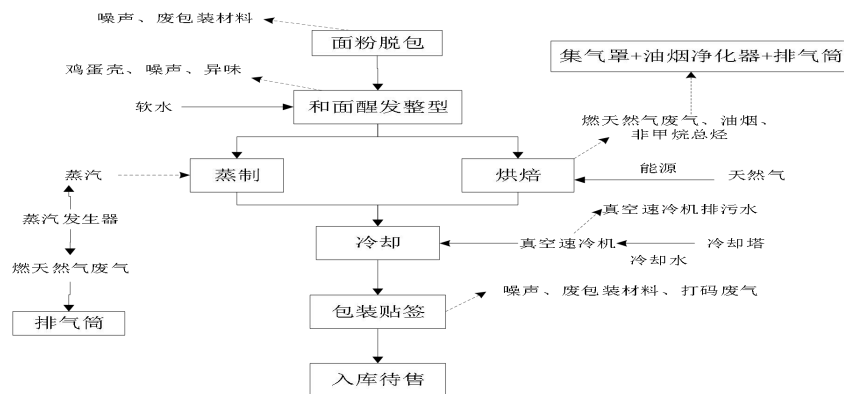 噪声、废包装材料
面粉脱包
集气罩+油烟净化器+排气筒
鸡蛋壳、噪声、异味
软水
和面醒发整型
燃天然气废气、油烟、
非甲烷总烃
蒸汽
蒸制
烘焙
能源
天然气
蒸汽发生器
真空速冷机排污水
冷却
真空速冷机
冷却塔
冷却水
燃天然气废气
噪声、废包装材料、打码废气
排气筒
包装贴签
入库待售